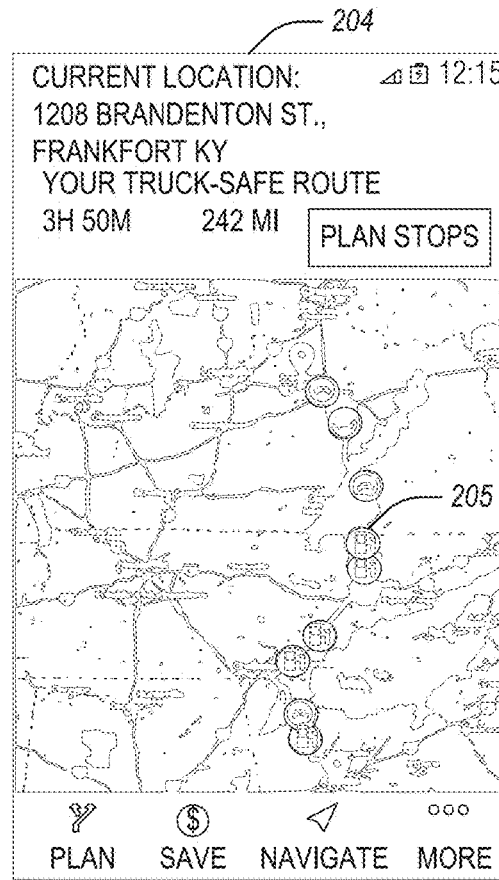 204
CURRENT LOCATION: 12:15
1208 BRANDENTON ST.,
FRANKFORT KY
YOUR TRUCK-SAFE ROUTE
3H 50M 242 MI PLAN STOPS
205
$
PLAN SAVE NAVIGATE MORE